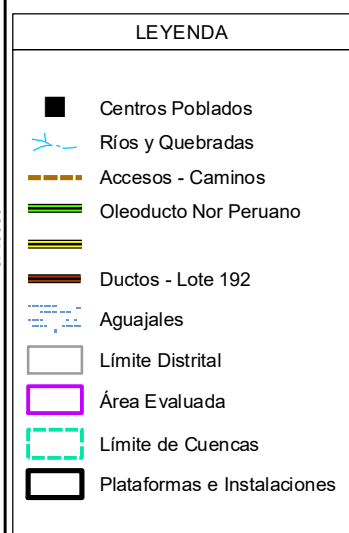 LEYENDA
Centros Poblados
Ríos y Quebradas
Accesos - Caminos
Oleoducto Nor Peruano
Ductos - Lote 192
Aguajales
Límite Distrital
Área Evaluada
Límite de Cuencas
Plataformas e Instalaciones